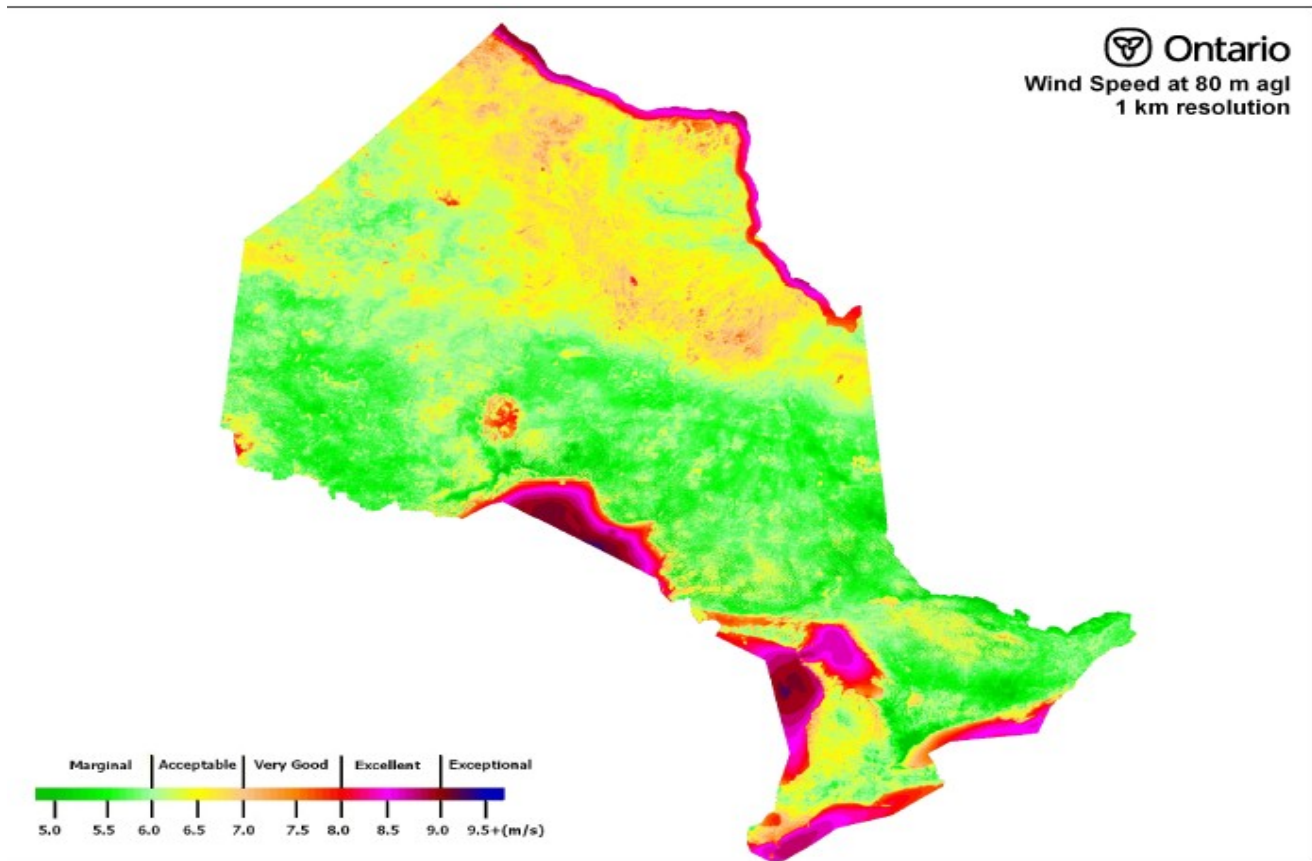 Ontario
Wind Speed at 80 m agl
1 km resolution
Marginal Acceptable Very Good Excellent Exceptional
5.0 5.5 6.0 6.5 7.0 7.5 8.0 8.5 9.0 9.5+(m/s)